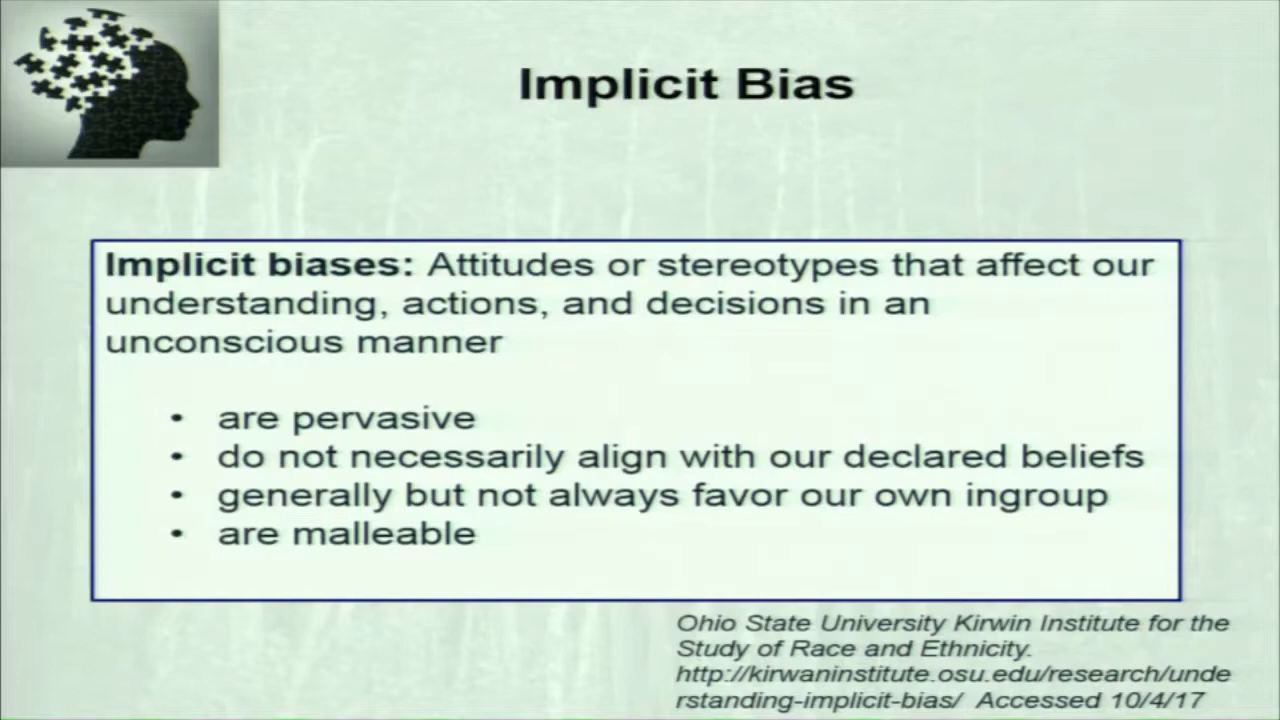 Implicit Bias
Implicit biases: Attitudes or stereotypes that affect our
understanding, actions, and decisions in an
unconscious manner
• are pervasive
• do not necessarily align with our declared beliefs
• generally but not always favor our own ingroup
• are malleable
Ohio State University Kirwin Institute for the
Study of Race and Ethnicity.
http://kirwaninstitute.osu.edu/research/unde
rstanding-implicit-bias/ Accessed 10/4/17